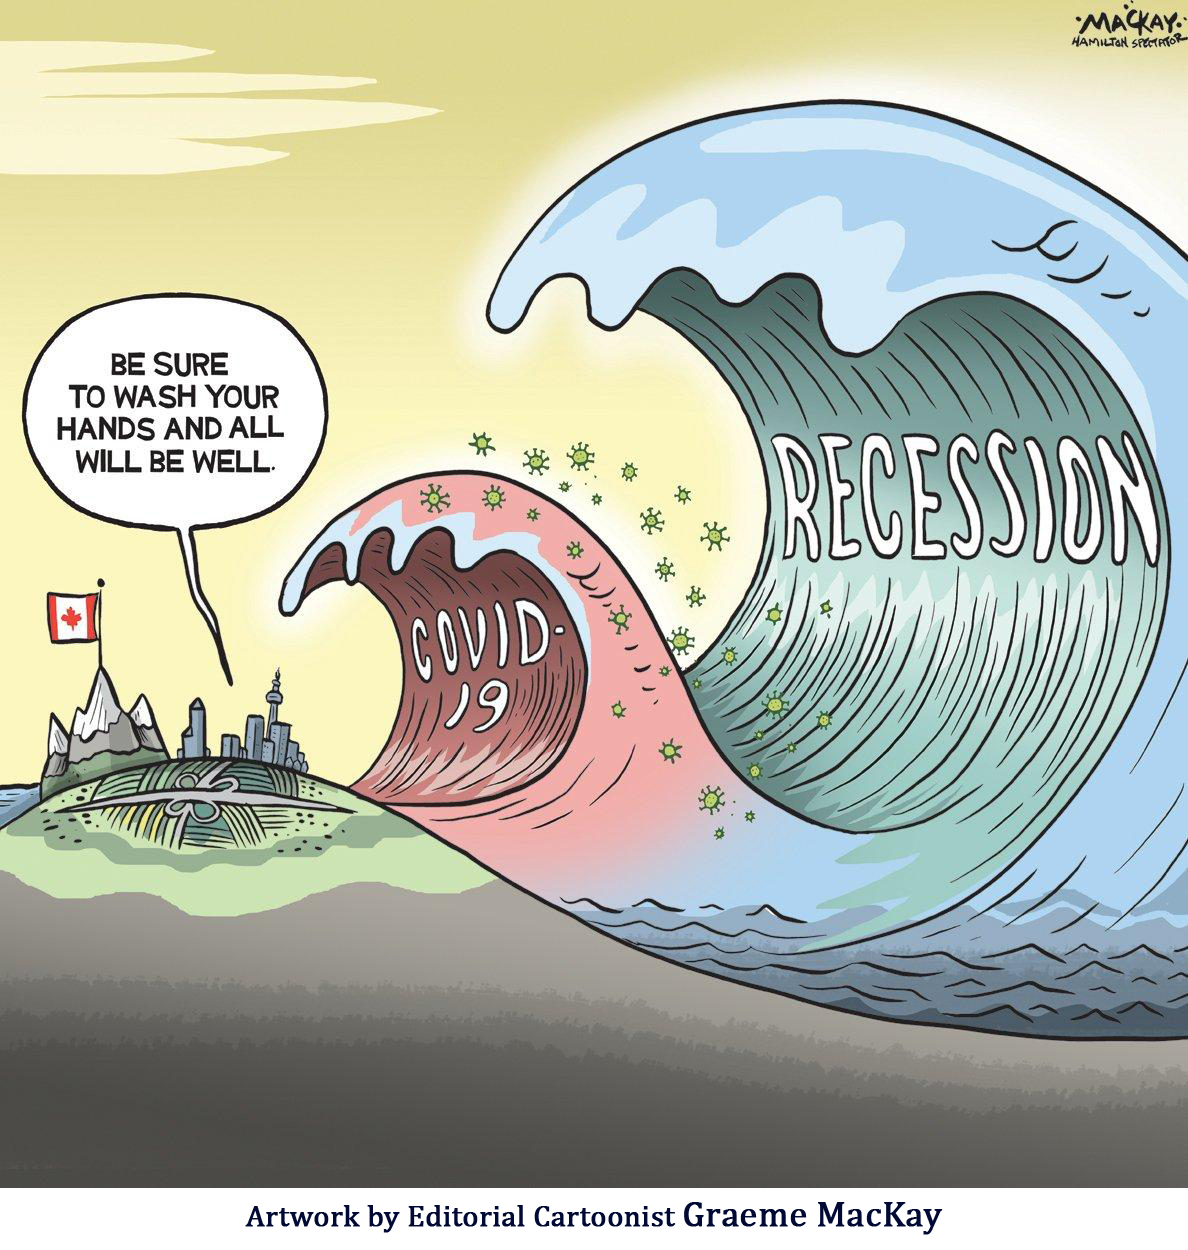 MACKAY
HAMILTON SPECTATOR
BE SURE
TO WASH YOUR
HANDS AND ALL
WILL BE WELL.
RECESSION
COVID-
19
Artwork by Editorial Cartoonist Graeme MacKay